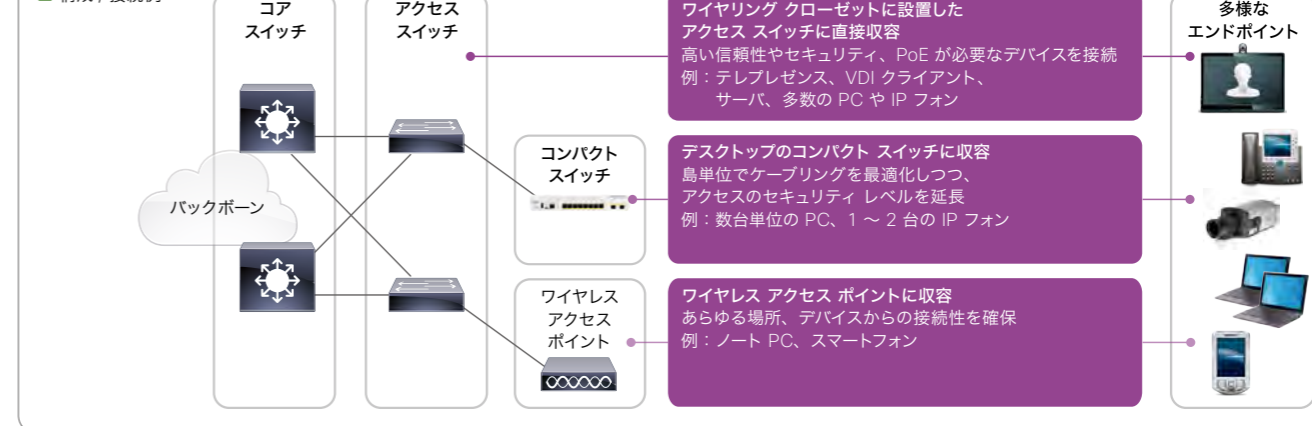 構成 / 接続例
コア
スイッチ
アクセス
スイッチ
ワイヤリング クローゼットに設置した
アクセス スイッチに直接収容
高い信頼性やセキュリティ、PoE が必要なデバイスを接続
例：テレプレゼンス、VDI クライアント、
サーバ、多数の PC や IP フォン
多様な
エンドポイント
バックボーン
コンパクト
スイッチ
デスクトップのコンパクト スイッチに収容
島単位でケーブリングを最適化しつつ、
アクセスのセキュリティ レベルを延長
例：数台単位の PC、1 ～ 2 台の IP フォン
ワイヤレス
アクセス
ポイント
ワイヤレス アクセス ポイントに収容
あらゆる場所、デバイスからの接続性を確保
例：ノート PC、スマートフォン